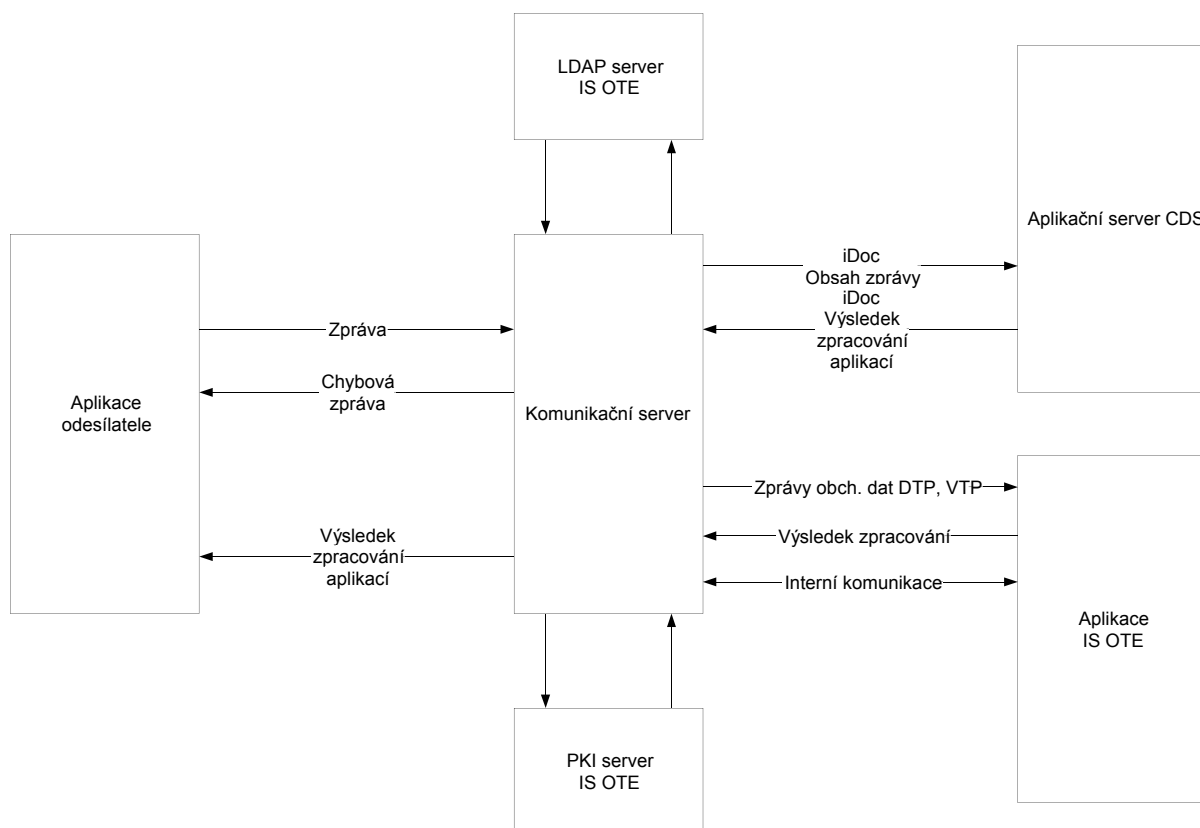 LDAP server
IS OTE
Aplikační server CDS
iDoc
Obsah zprávy
iDoc
Výsledek
zpracování
aplikací
Zpráva
Chybová
zpráva
Aplikace
odesílatele
Komunikační server
Zprávy obch. dat DTP, VTP
Výsledek zpracování
Výsledek
zpracování
aplikací
Interní komunikace
Aplikace
IS OTE
PKI server
IS OTE